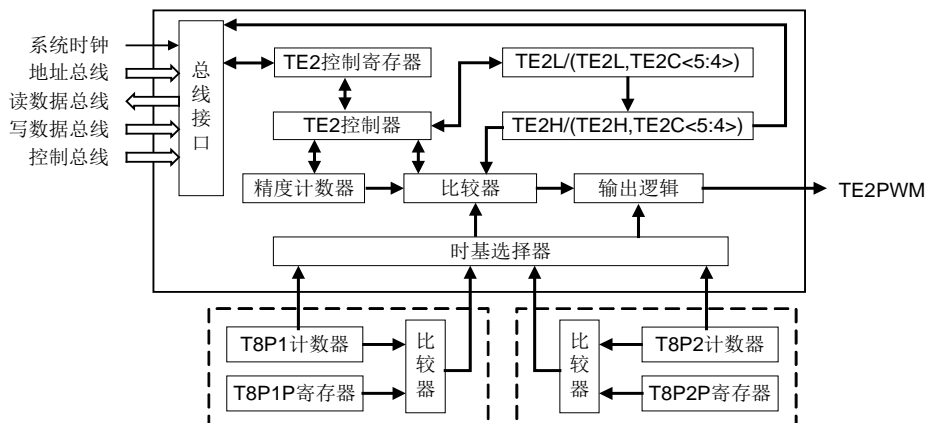 系统时钟
地址总线
读数据总线
写数据总线
控制总线
总线接口
TE2控制寄存器
TE2L/(TE2L,TE2C<5:4>)
TE2控制器
TE2H/(TE2H,TE2C<5:4>)
精度计数器
比较器
输出逻辑
TE2PWM
时基选择器
T8P1计数器
比较器
T8P1P寄存器
比较器
T8P2计数器
T8P2P寄存器